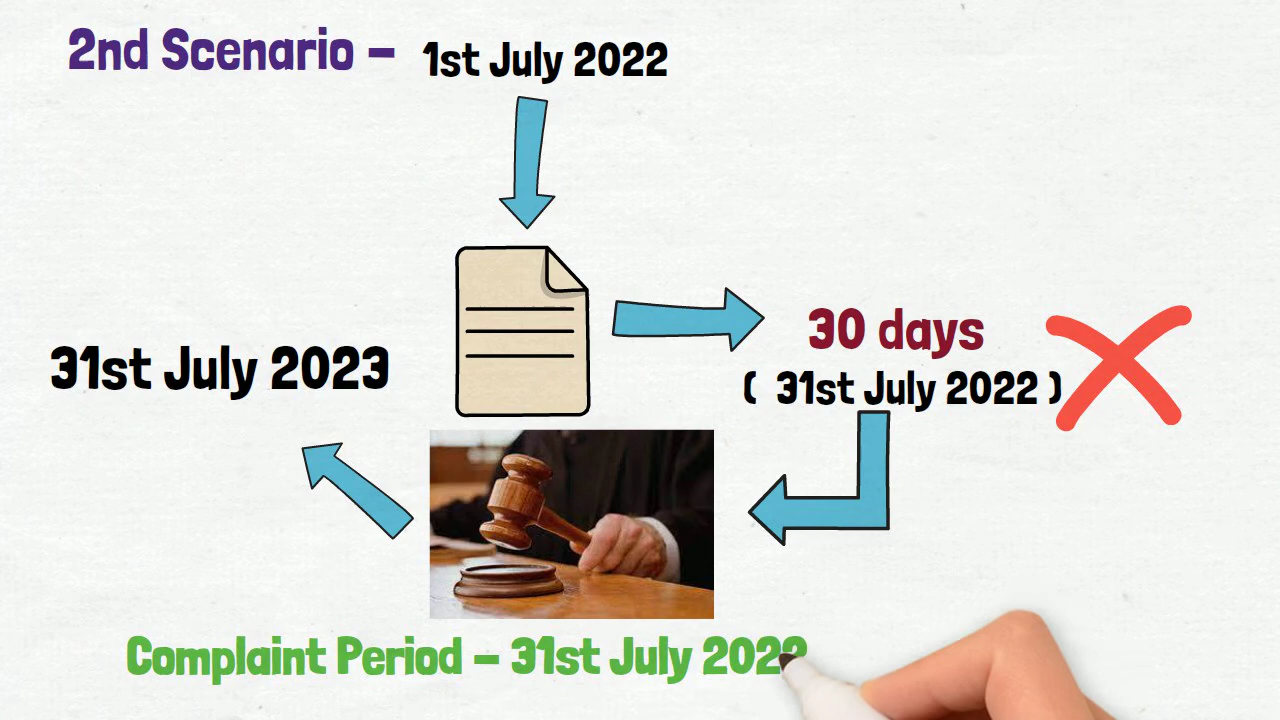 2nd Scenario – 1st July 2022
30 days
( 31st July 2022 )
31st July 2023
Complaint Period – 31st July 2022